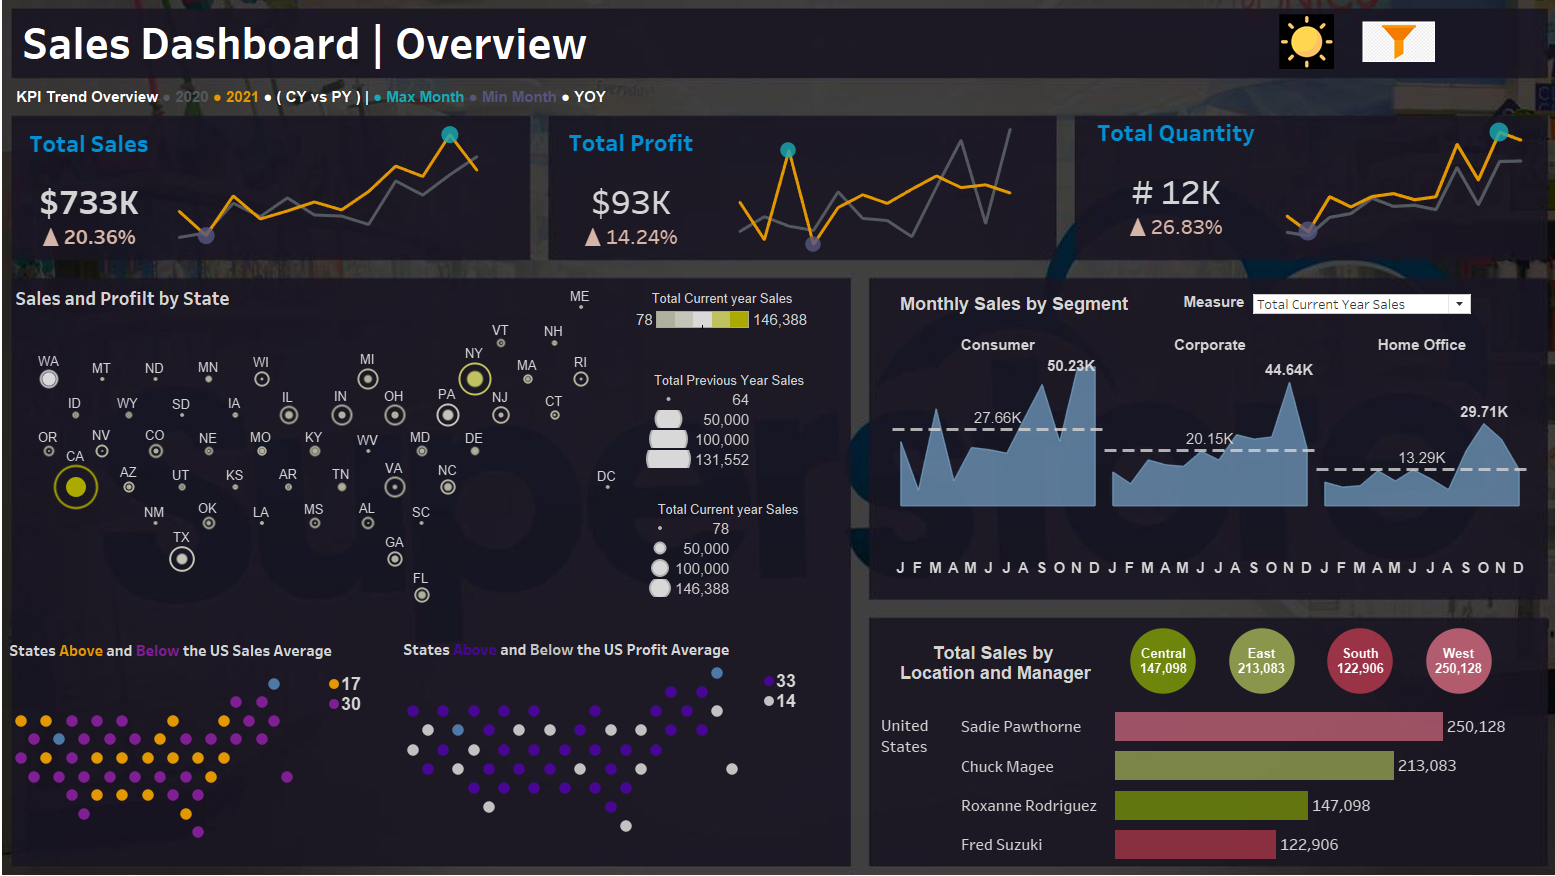 Sales Dashboard | Overview
KPI Trend Overview ● 2020 ● 2021 ● ( CY vs PY ) | ● Max Month ● Min Month ● YOY
Total Sales
$733K
▲ 20.36%
Total Profit
$93K
▲ 14.24%
Total Quantity
# 12K
▲ 26.83%
Sales and Profilt by State
ME
VT NH
WA MT ND MN WI MI NY MA RI
ID WY SD IA IL IN OH PA NJ CT
OR NV CO NE MO KY WV MD DE
CA AZ UT KS AR TN VA NC DC
NM OK LA MS AL SC
TX GA
FL
Total Current year Sales
78 146,388
Total Previous Year Sales
64
50,000
100,000
131,552
Total Current year Sales
78
50,000
100,000
146,388
Monthly Sales by Segment
Measure Total Current Year Sales
Consumer Corporate Home Office
50.23K
27.66K
44.64K
20.15K
29.71K
13.29K
J F M A M J J A S O N D J F M A M J J A S O N D J F M A M J J A S O N D
States Above and Below the US Sales Average
17
30
States Above and Below the US Profit Average
33
14
Total Sales by
Location and Manager
Central
147,098
East
213,083
South
122,906
West
250,128
United
States
Sadie Pawthorne 250,128
Chuck Magee 213,083
Roxanne Rodriguez 147,098
Fred Suzuki 122,906
superstore